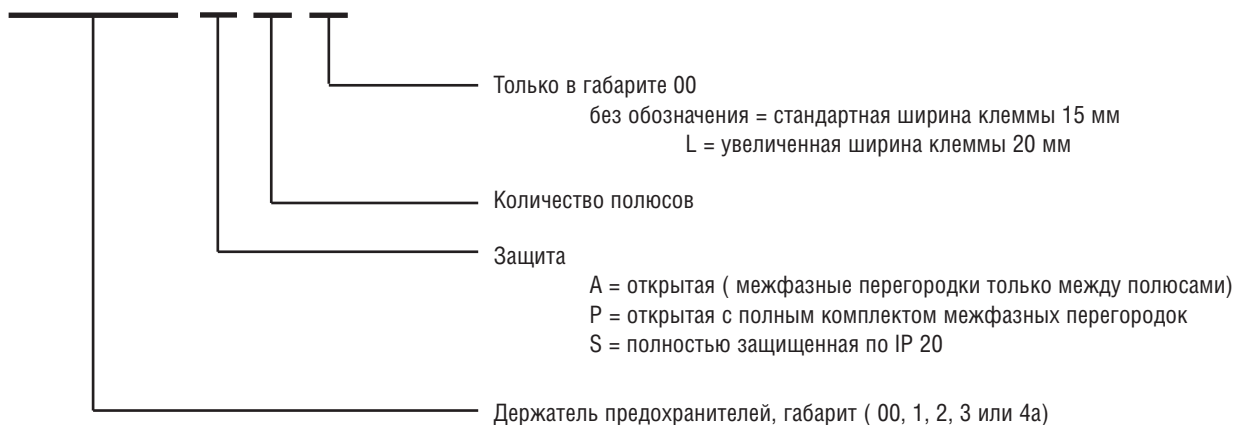 Только в габарите 00
без обозначения = стандартная ширина клеммы 15 мм
L = увеличенная ширина клеммы 20 мм
Количество полюсов
Защита
A = открытая ( межфазные перегородки только между полюсами)
P = открытая с полным комплектом межфазных перегородок
S = полностью защищенная по IP 20
Держатель предохранителей, габарит ( 00, 1, 2, 3 или 4a)